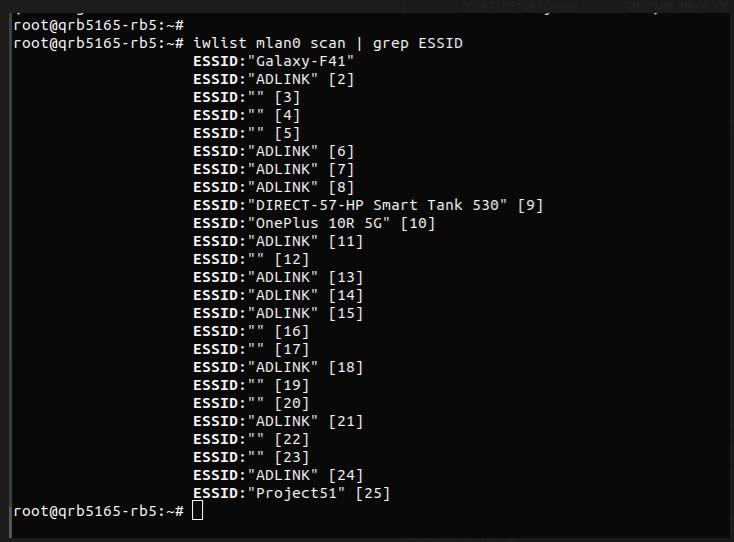 root@qrb5165-rb5:~#
root@qrb5165-rb5:~# iwlist mlan0 scan | grep ESSID
ESSID:"Galaxy-F41"
ESSID:"ADLINK" [2]
ESSID:"" [3]
ESSID:"" [4]
ESSID:"" [5]
ESSID:"ADLINK" [6]
ESSID:"ADLINK" [7]
ESSID:"ADLINK" [8]
ESSID:"DIRECT-57-HP Smart Tank 530" [9]
ESSID:"OnePlus 10R 5G" [10]
ESSID:"ADLINK" [11]
ESSID:"" [12]
ESSID:"ADLINK" [13]
ESSID:"ADLINK" [14]
ESSID:"ADLINK" [15]
ESSID:"" [16]
ESSID:"" [17]
ESSID:"ADLINK" [18]
ESSID:"" [19]
ESSID:"" [20]
ESSID:"ADLINK" [21]
ESSID:"" [22]
ESSID:"" [23]
ESSID:"ADLINK" [24]
ESSID:"Project51" [25]
root@qrb5165-rb5:~#